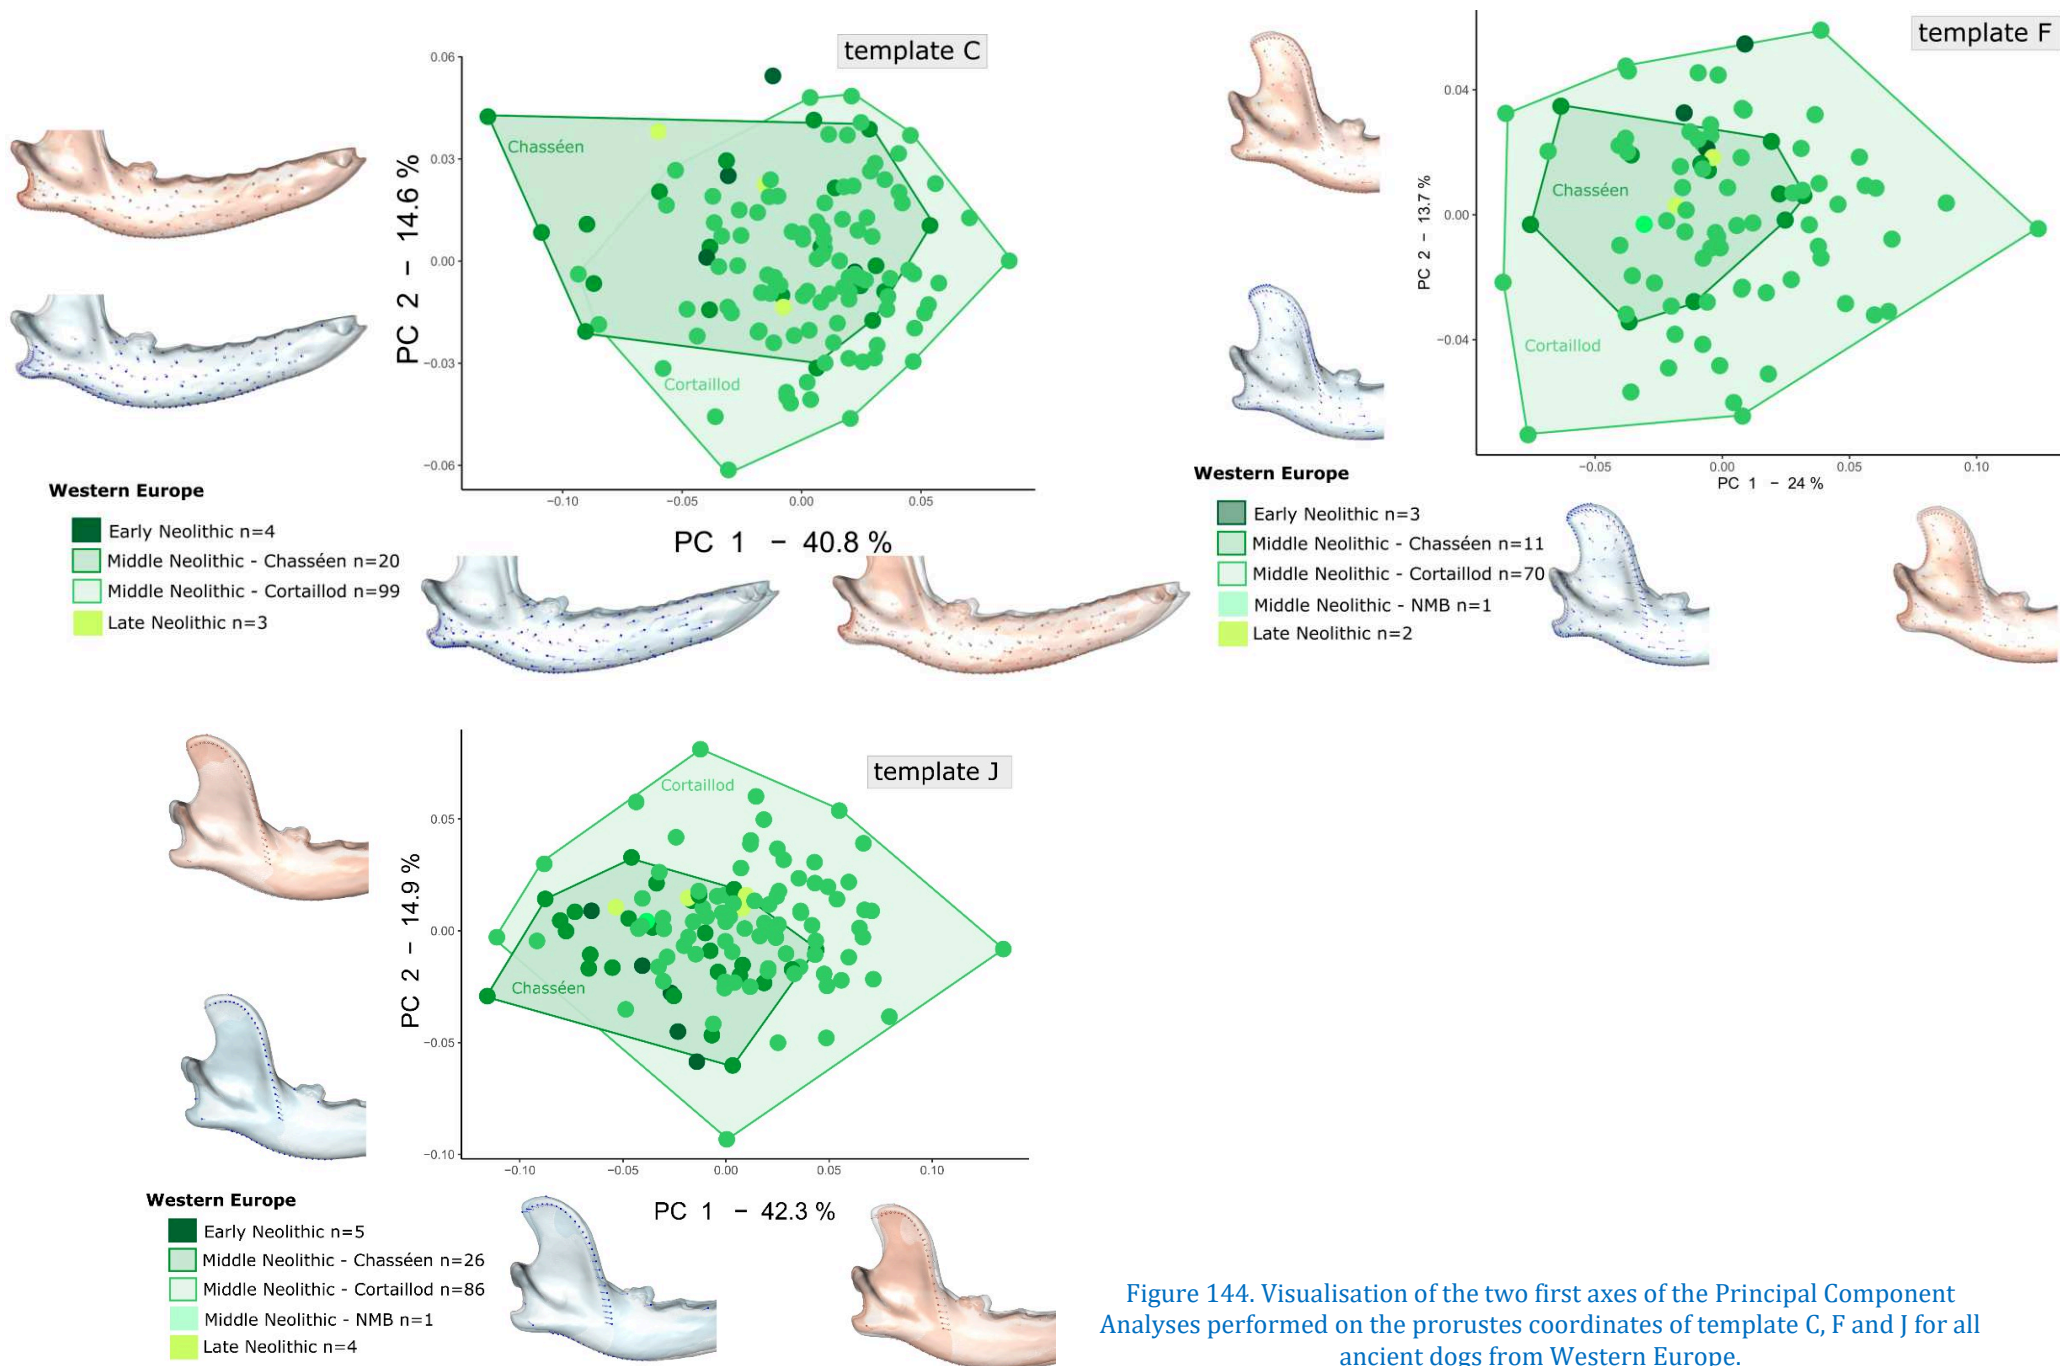 template C
0.06
0.03
0.00
−0.03
−0.06
PC 2 − 14.6 %
Chasséen
Cortaillod
−0.10
−0.05
0.00
0.05
PC 1 − 40.8 %
Western Europe
Early Neolithic n=4
Middle Neolithic - Chasséen n=20
Middle Neolithic - Cortaillod n=99
Late Neolithic n=3
template F
0.04
0.00
−0.04
PC 2 − 13.7 %
Chasséen
Cortaillod
−0.05
0.00
0.05
0.10
PC 1 − 24 %
Western Europe
Early Neolithic n=3
Middle Neolithic - Chasséen n=11
Middle Neolithic - Cortaillod n=70
Middle Neolithic - NMB n=1
Late Neolithic n=2
template J
0.05
0.00
−0.05
−0.10
PC 2 − 14.9 %
Cortaillod
Chasséen
−0.10
−0.05
0.00
0.05
0.10
PC 1 − 42.3 %
Western Europe
Early Neolithic n=5
Middle Neolithic - Chasséen n=26
Middle Neolithic - Cortaillod n=86
Middle Neolithic - NMB n=1
Late Neolithic n=4
Figure 144. Visualisation of the two first axes of the Principal Component
Analyses performed on the prorustes coordinates of template C, F and J for all
ancient dogs from Western Europe.